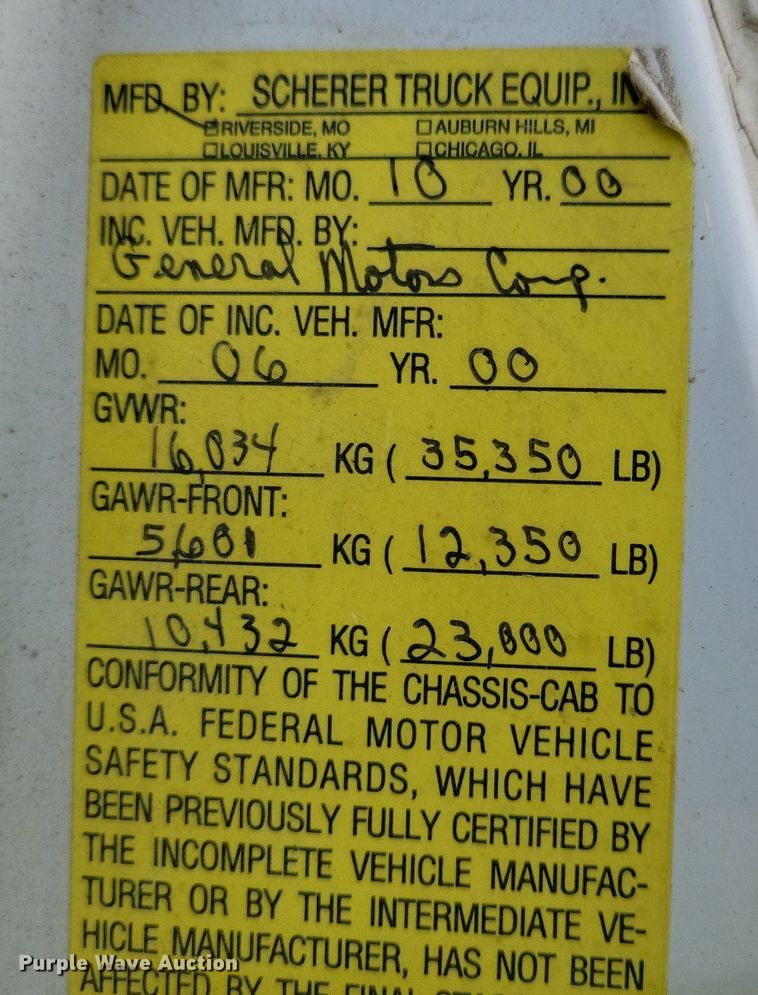 MFD. BY: SCHERER TRUCK EQUIP., IN
☑ RIVERSIDE, MO ☐ AUBURN HILLS, MI
☐ LOUISVILLE, KY ☐ CHICAGO, IL
DATE OF MFR: MO. 10 YR. 00
INC. VEH. MFD. BY:
General Motors Corp.
DATE OF INC. VEH. MFR:
MO. 06 YR. 00
GVWR:
16,034 KG ( 35,350 LB)
GAWR-FRONT:
5,601 KG ( 12,350 LB)
GAWR-REAR:
10,432 KG ( 23,000 LB)
CONFORMITY OF THE CHASSIS-CAB TO
U.S.A. FEDERAL MOTOR VEHICLE
SAFETY STANDARDS, WHICH HAVE
BEEN PREVIOUSLY FULLY CERTIFIED BY
THE INCOMPLETE VEHICLE MANUFAC-
TURER OR BY THE INTERMEDIATE VE-
HICLE MANUFACTURER, HAS NOT BEEN
AFFECTED BY THE FINAL
Purple Wave Auction